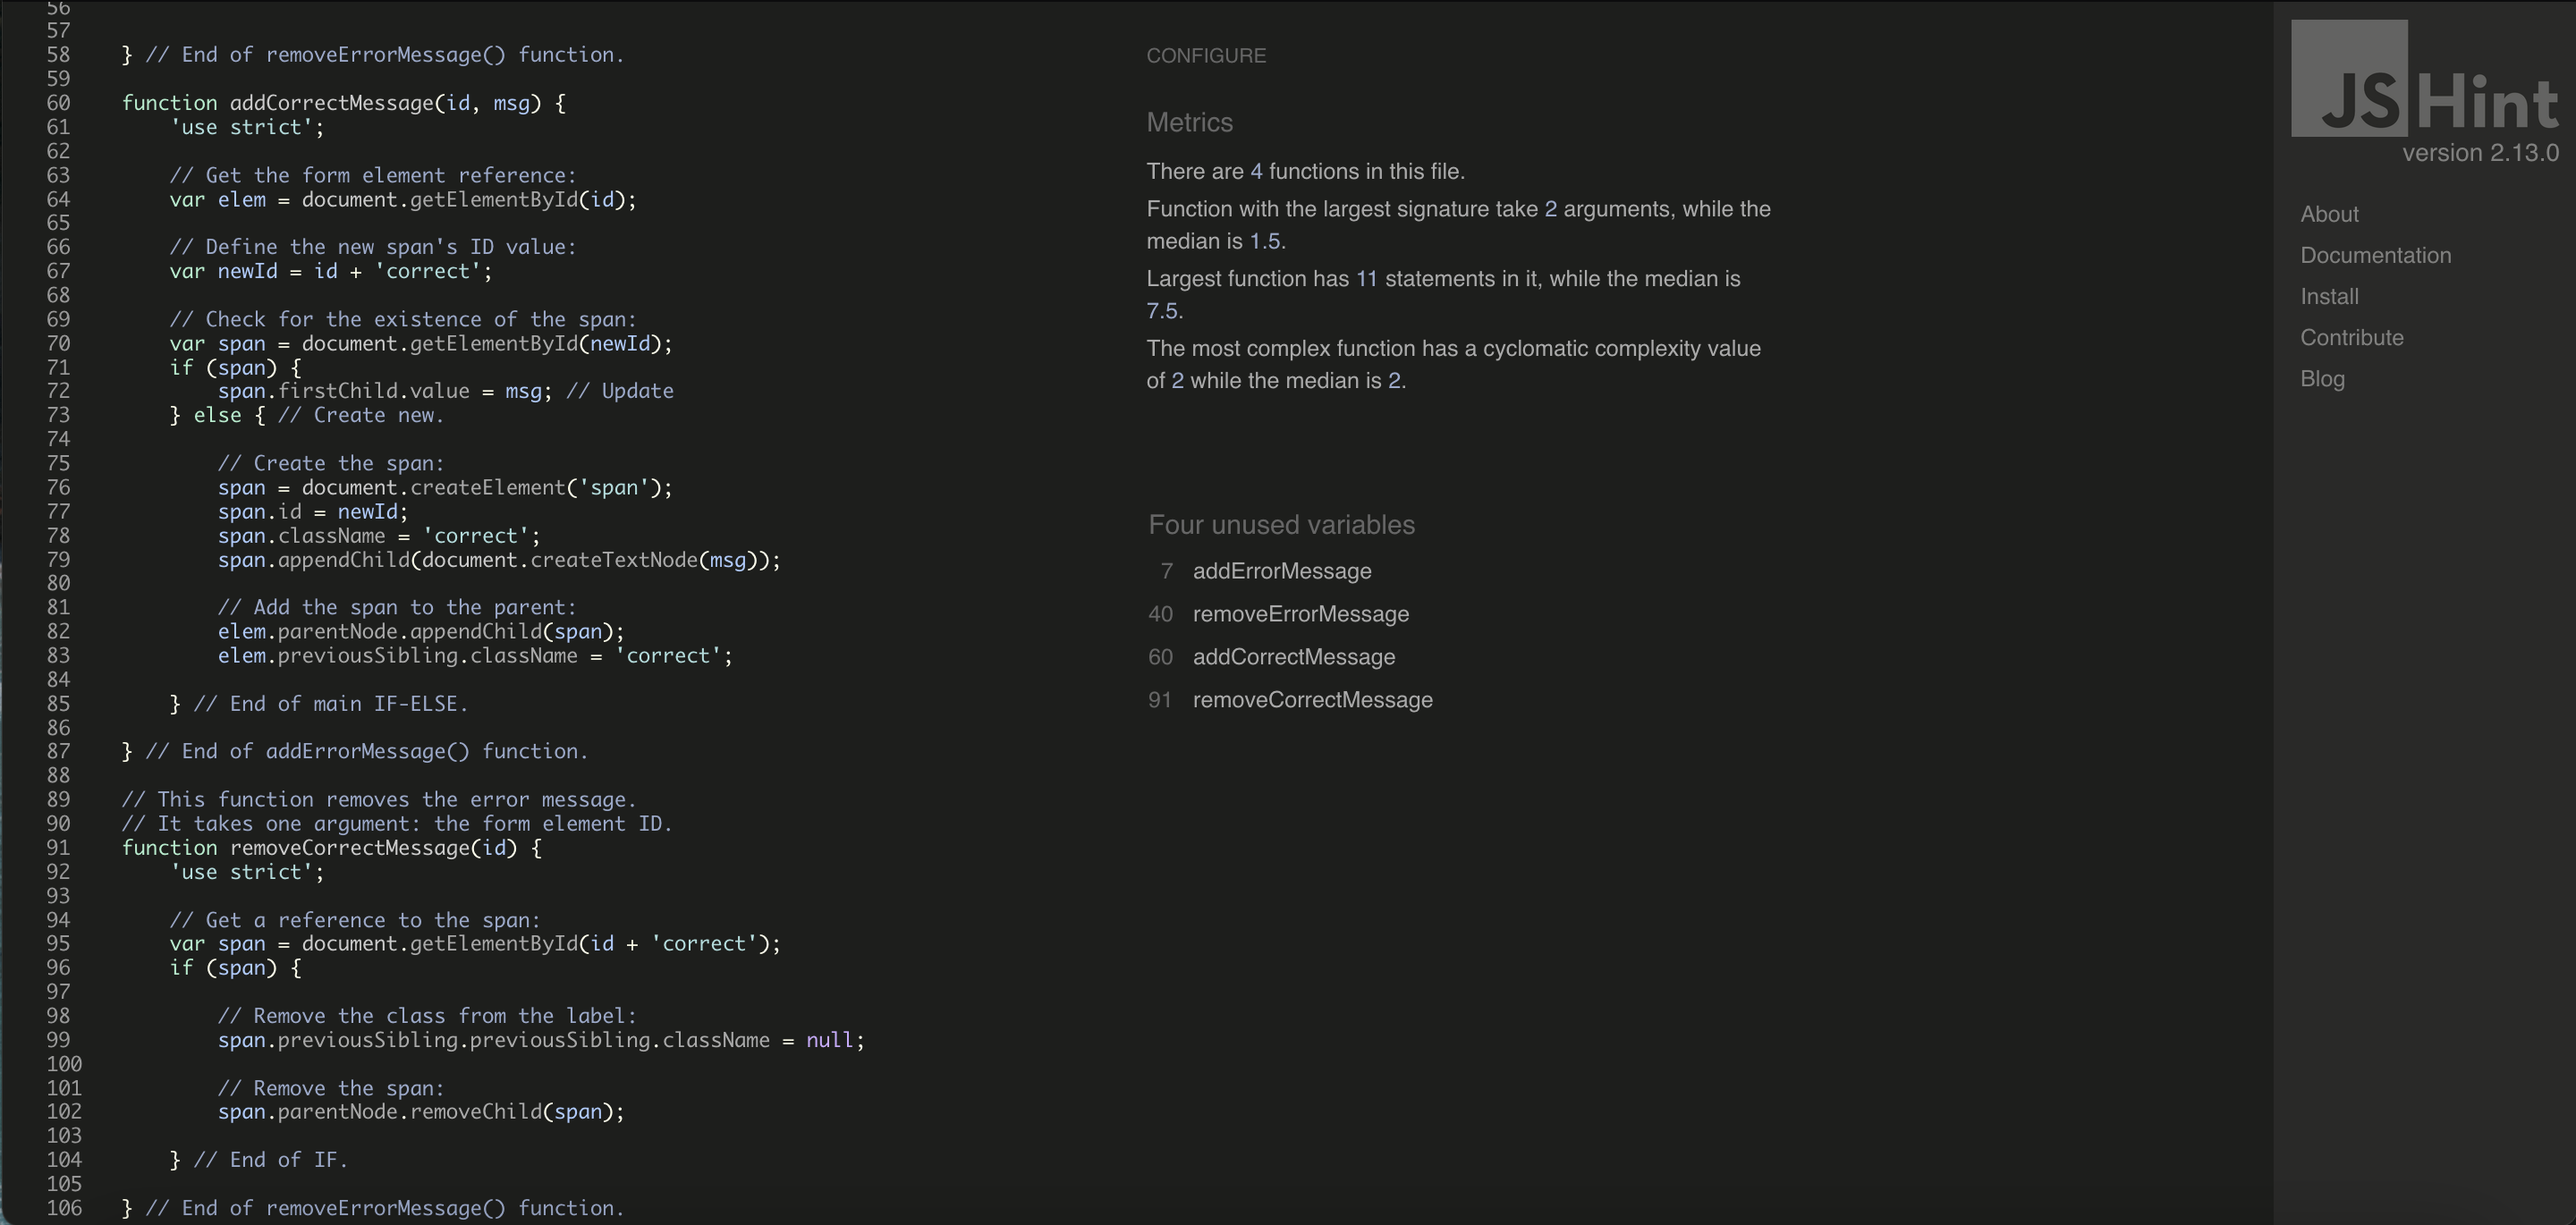 56
57
58 } // End of removeErrorMessage() function.
59
60 function addCorrectMessage(id, msg) {
61 'use strict';
62
63 // Get the form element reference:
64 var elem = document.getElementById(id);
65
66 // Define the new span's ID value:
67 var newId = id + 'correct';
68
69 // Check for the existence of the span:
70 var span = document.getElementById(newId);
71 if (span) {
72 span.firstChild.value = msg; // Update
73 } else { // Create new.
74
75 // Create the span:
76 span = document.createElement('span');
77 span.id = newId;
78 span.className = 'correct';
79 span.appendChild(document.createTextNode(msg));
80
81 // Add the span to the parent:
82 elem.parentNode.appendChild(span);
83 elem.previousSibling.className = 'correct';
84
85 } // End of main IF-ELSE.
86
87 } // End of addErrorMessage() function.
88
89 // This function removes the error message.
90 // It takes one argument: the form element ID.
91 function removeCorrectMessage(id) {
92 'use strict';
93
94 // Get a reference to the span:
95 var span = document.getElementById(id + 'correct');
96 if (span) {
97
98 // Remove the class from the label:
99 span.previousSibling.previousSibling.className = null;
100
101 // Remove the span:
102 span.parentNode.removeChild(span);
103
104 } // End of IF.
105
106 } // End of removeErrorMessage() function.
CONFIGURE
Metrics
There are 4 functions in this file.
Function with the largest signature take 2 arguments, while the
median is 1.5.
Largest function has 11 statements in it, while the median is
7.5.
The most complex function has a cyclomatic complexity value
of 2 while the median is 2.
Four unused variables
7 addErrorMessage
40 removeErrorMessage
60 addCorrectMessage
91 removeCorrectMessage
JSHint
version 2.13.0
About
Documentation
Install
Contribute
Blog